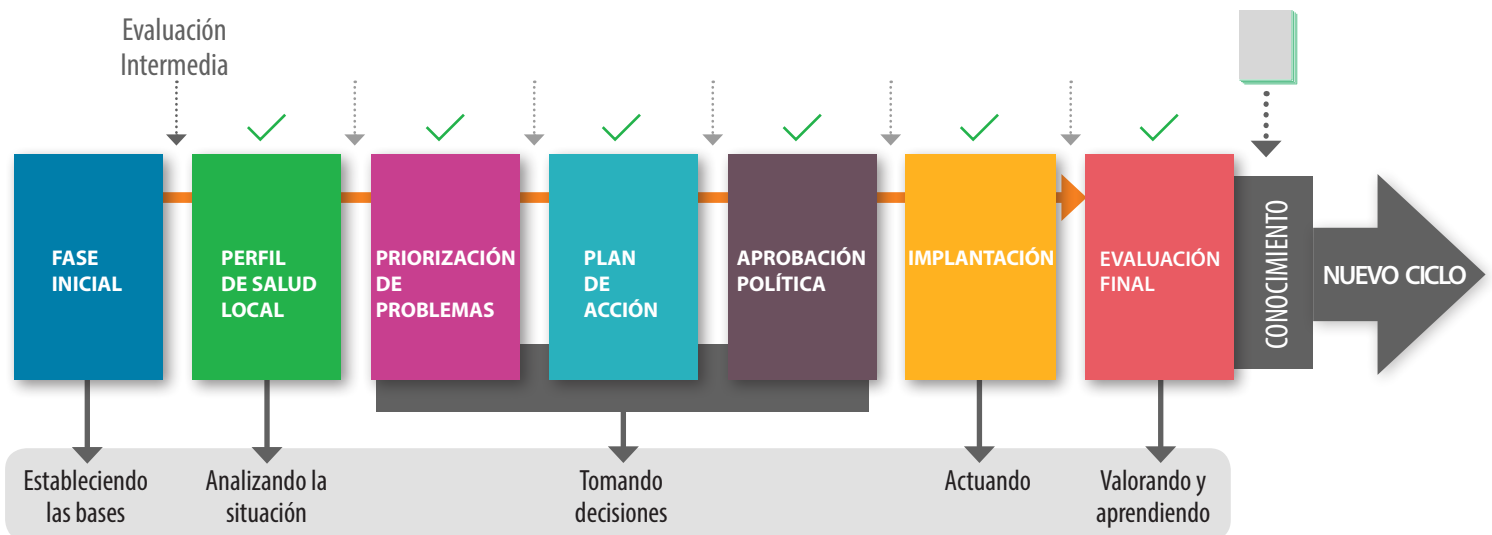 Evaluación
Intermedia
FASE
INICIAL
PERFIL
DE SALUD
LOCAL
PRIORIZACIÓN
DE
PROBLEMAS
PLAN
DE
ACCIÓN
APROBACIÓN
POLÍTICA
IMPLANTACIÓN
EVALUACIÓN
FINAL
CONOCIMIENTO
NUEVO CICLO
Estableciendo
las bases
Analizando la
situación
Tomando
decisiones
Actuando
Valorando y
aprendiendo